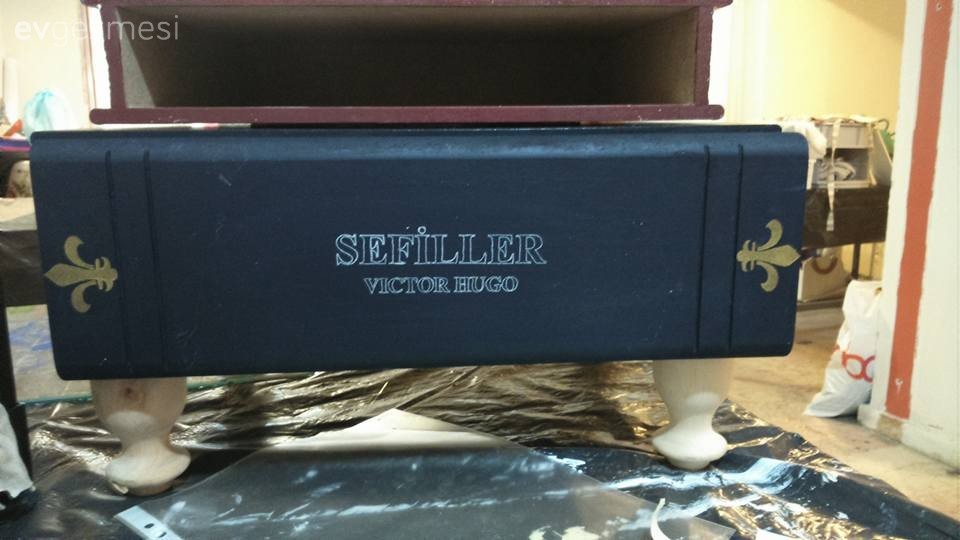 evgezmesi
SEFİLLER
VICTOR HUGO